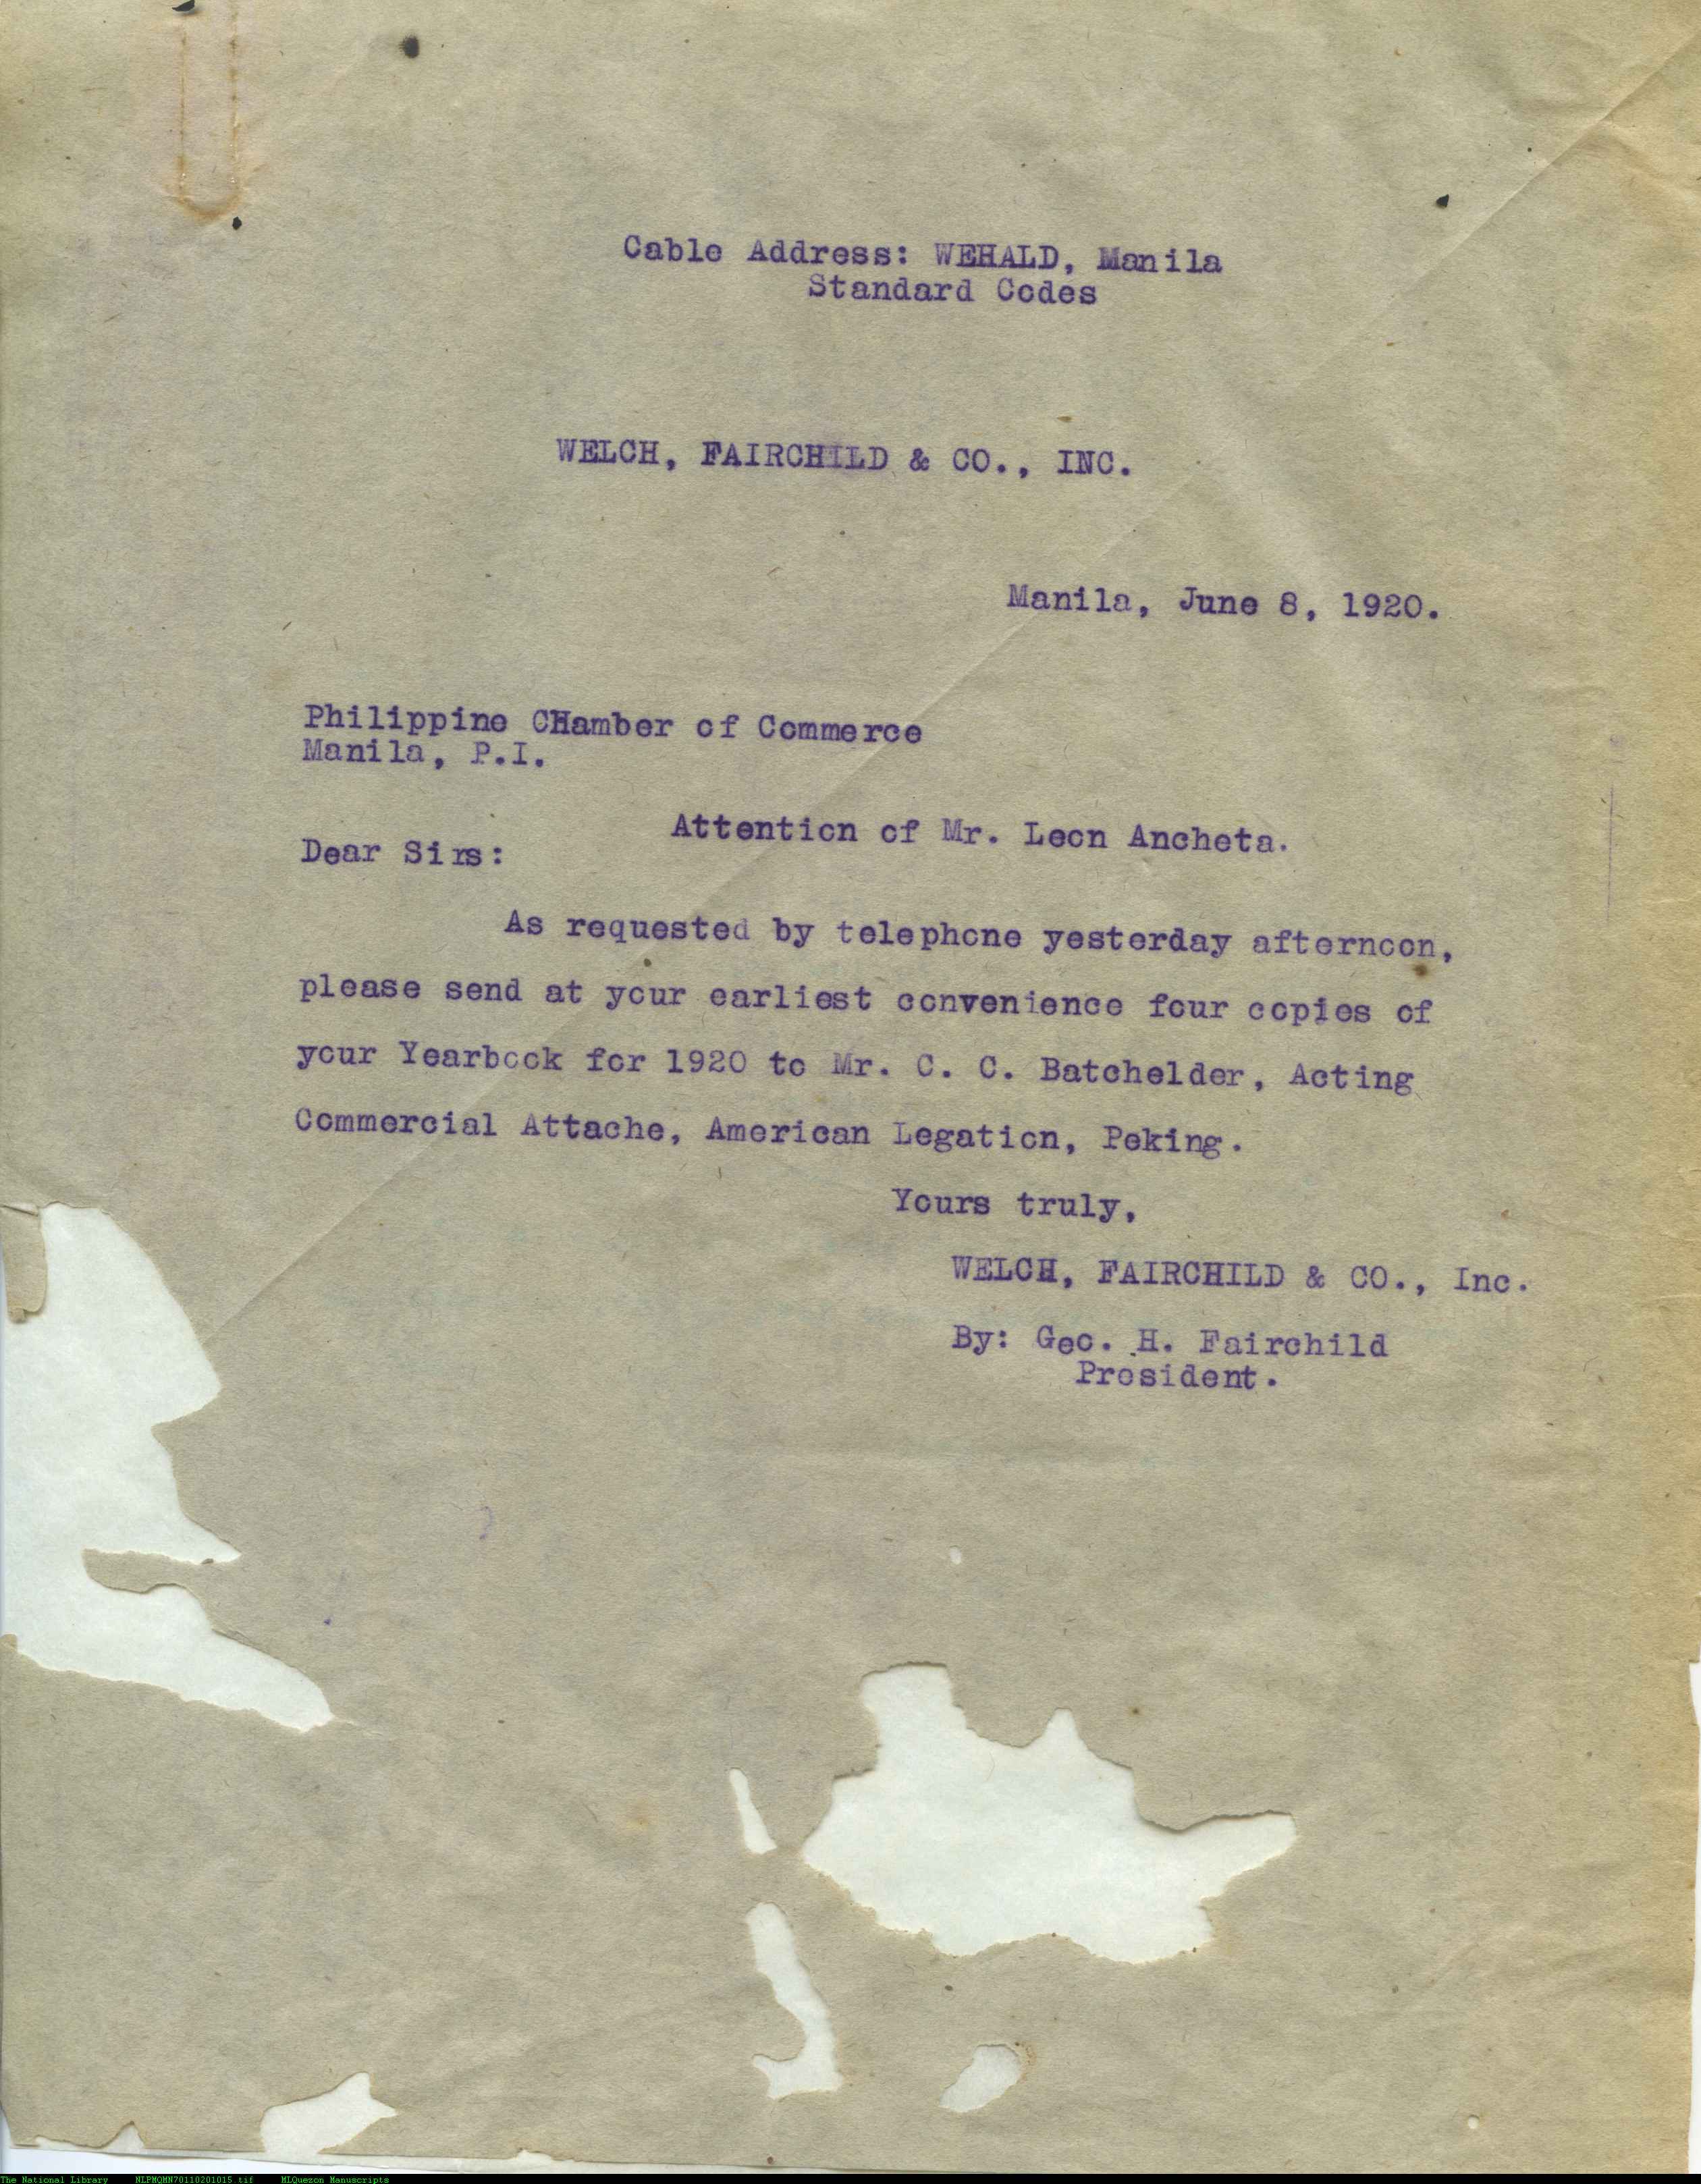 Cable Address: WEHALD, Manila
Standard Codes
WELCH, FAIRCHILD & CO., INC.
Manila, June 8, 1920.
Philippine CHamber of Commerce
Manila, P.I.
Attention of Mr. Leon Ancheta.
Dear Sirs:
As requested by telephone yesterday afternoon,
please send at your earliest convenience four copies of
your Yearbook for 1920 to Mr. C. C. Batchelder, Acting
Commercial Attache, American Legation, Peking.
Yours truly,
WELCH, FAIRCHILD & CO., Inc.
By: Geo. H. Fairchild
President.
The National Library NLPMQMN70110201015.tif MLQuezon Manuscripts